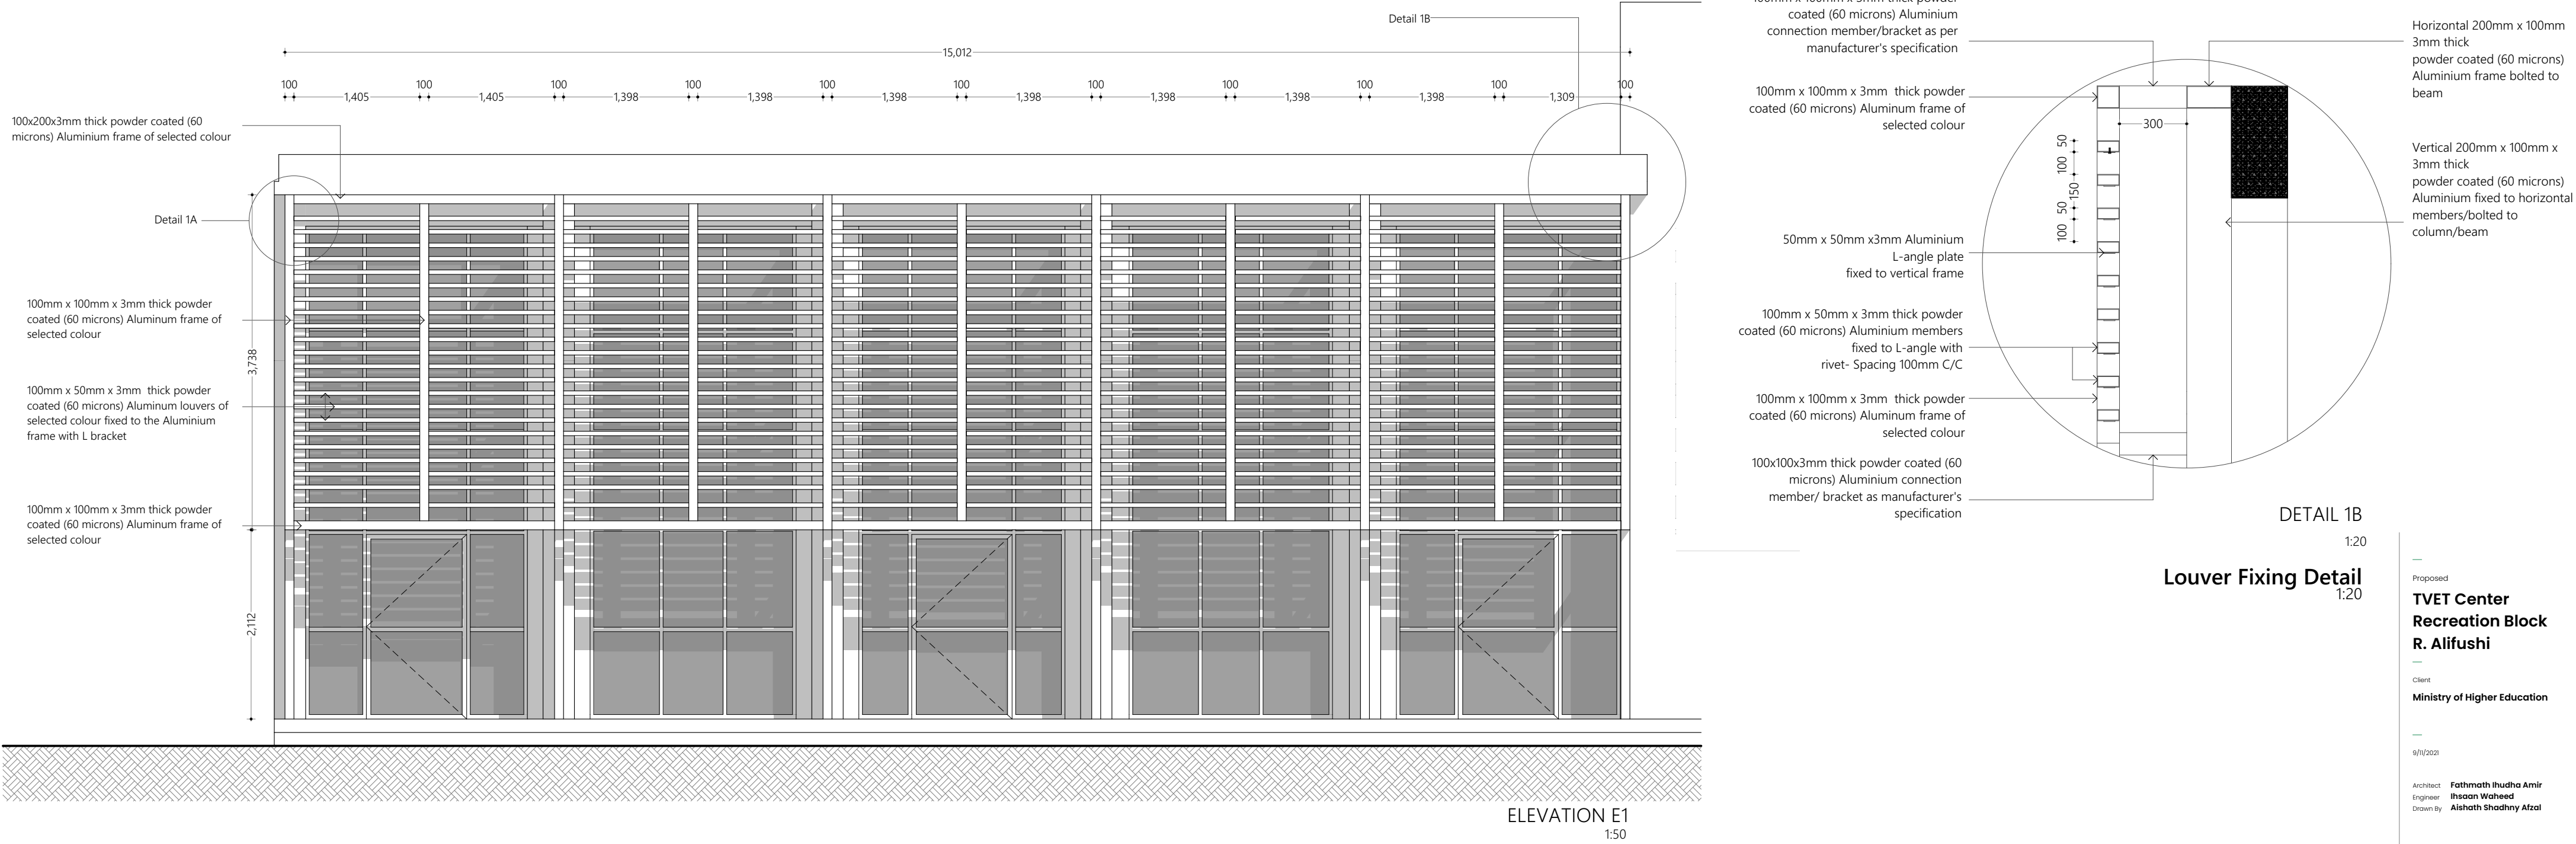 Detail 1B
15,012
100 100 100 100 100 100 100 100 100 100 100
1,405 1,405 1,398 1,398 1,398 1,398 1,398 1,398 1,398 1,309
100x200x3mm thick powder coated (60
microns) Aluminium frame of selected colour
Detail 1A
100mm x 100mm x 3mm thick powder
coated (60 microns) Aluminum frame of
selected colour
3,738
100mm x 50mm x 3mm thick powder
coated (60 microns) Aluminum louvers of
selected colour fixed to the Aluminium
frame with L bracket
100mm x 100mm x 3mm thick powder
coated (60 microns) Aluminum frame of
selected colour
2,112
ELEVATION E1
1:50
100mm x 100mm x 3mm thick powder
coated (60 microns) Aluminium
connection member/bracket as per
manufacturer's specification
100mm x 100mm x 3mm thick powder
coated (60 microns) Aluminum frame of
selected colour
50mm x 50mm x3mm Aluminium
L-angle plate
fixed to vertical frame
100mm x 50mm x 3mm thick powder
coated (60 microns) Aluminium members
fixed to L-angle with
rivet- Spacing 100mm C/C
100mm x 100mm x 3mm thick powder
coated (60 microns) Aluminum frame of
selected colour
100x100x3mm thick powder coated (60
microns) Aluminium connection
member/ bracket as manufacturer's
specification
300
50
100
150
50
100
Horizontal 200mm x 100mm
3mm thick
powder coated (60 microns)
Aluminium frame bolted to
beam
Vertical 200mm x 100mm x
3mm thick
powder coated (60 microns)
Aluminium fixed to horizontal
members/bolted to
column/beam
DETAIL 1B
1:20
Louver Fixing Detail
1:20
Proposed
TVET Center
Recreation Block
R. Alifushi
Client
Ministry of Higher Education
9/11/2021
Architect Fathmath Ihudha Amir
Engineer Ihsaan Waheed
Drawn By Aishath Shadhny Afzal